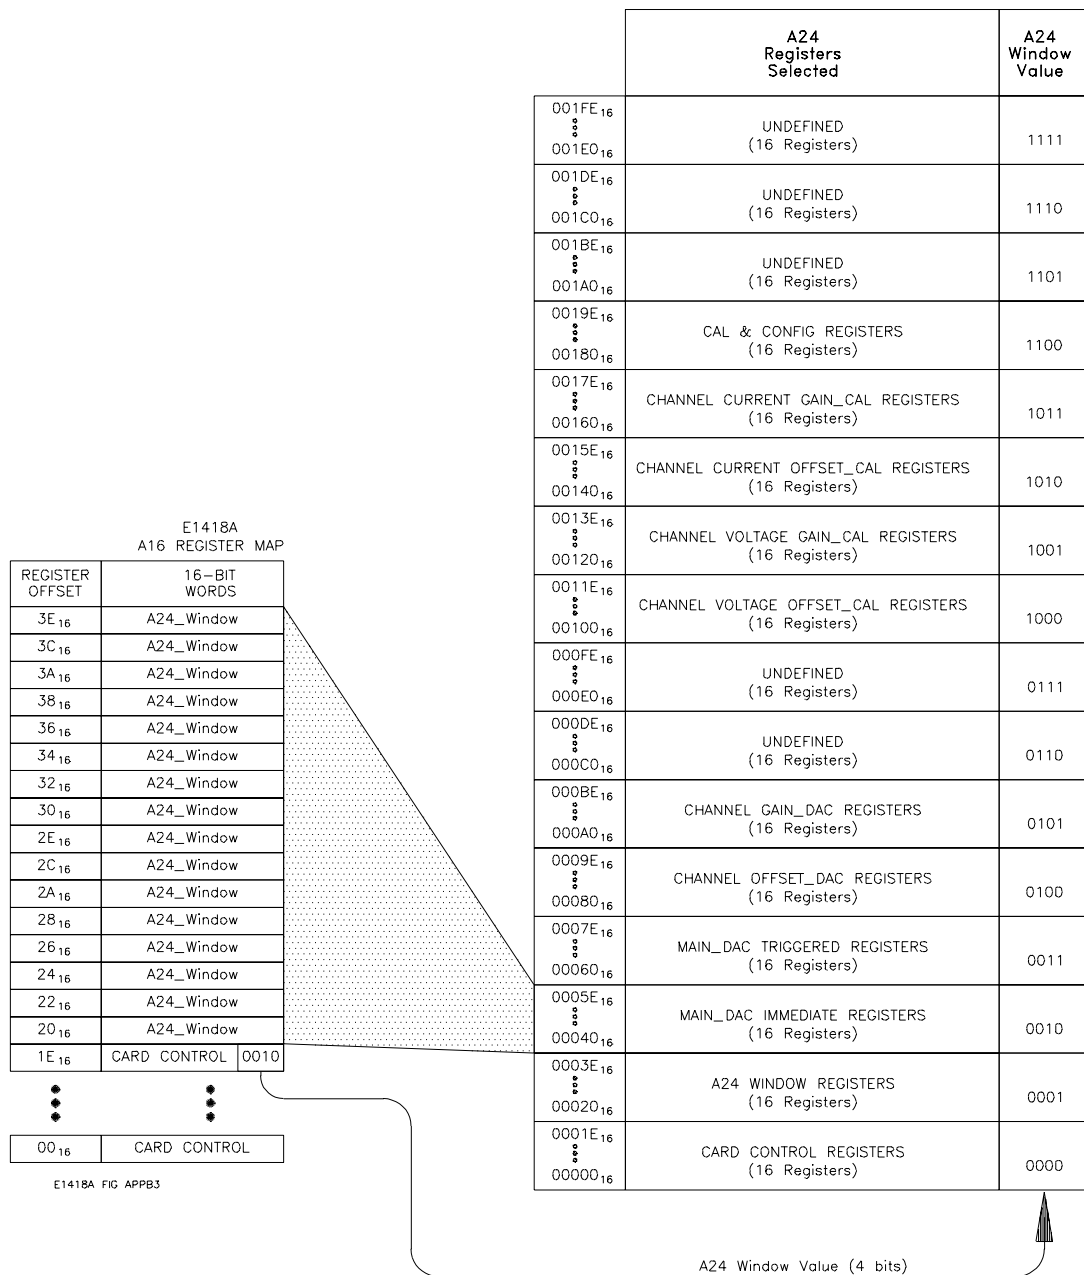 A24
Registers
Selected
A24
Window
Value
001FE16
001E016
UNDEFINED
(16 Registers)
1111
001DE16
001C016
UNDEFINED
(16 Registers)
1110
001BE16
001A016
UNDEFINED
(16 Registers)
1101
0019E16
0018016
CAL & CONFIG REGISTERS
(16 Registers)
1100
0017E16
0016016
CHANNEL CURRENT GAIN_CAL REGISTERS
(16 Registers)
1011
0015E16
0014016
CHANNEL CURRENT OFFSET_CAL REGISTERS
(16 Registers)
1010
0013E16
0012016
CHANNEL VOLTAGE GAIN_CAL REGISTERS
(16 Registers)
1001
0011E16
0010016
CHANNEL VOLTAGE OFFSET_CAL REGISTERS
(16 Registers)
1000
000FE16
000E016
UNDEFINED
(16 Registers)
0111
000DE16
000C016
UNDEFINED
(16 Registers)
0110
000BE16
000A016
CHANNEL GAIN_DAC REGISTERS
(16 Registers)
0101
0009E16
0008016
CHANNEL OFFSET_DAC REGISTERS
(16 Registers)
0100
0007E16
0006016
MAIN_DAC TRIGGERED REGISTERS
(16 Registers)
0011
0005E16
0004016
MAIN_DAC IMMEDIATE REGISTERS
(16 Registers)
0010
0003E16
0002016
A24 WINDOW REGISTERS
(16 Registers)
0001
0001E16
0000016
CARD CONTROL REGISTERS
(16 Registers)
0000
E1418A
A16 REGISTER MAP
REGISTER
OFFSET
16-BIT
WORDS
3E16 A24_Window
3C16 A24_Window
3A16 A24_Window
3816 A24_Window
3616 A24_Window
3416 A24_Window
3216 A24_Window
3016 A24_Window
2E16 A24_Window
2C16 A24_Window
2A16 A24_Window
2816 A24_Window
2616 A24_Window
2416 A24_Window
2216 A24_Window
2016 A24_Window
1E16 CARD CONTROL 0010
0016 CARD CONTROL
E1418A FIG APPB3
A24 Window Value (4 bits)